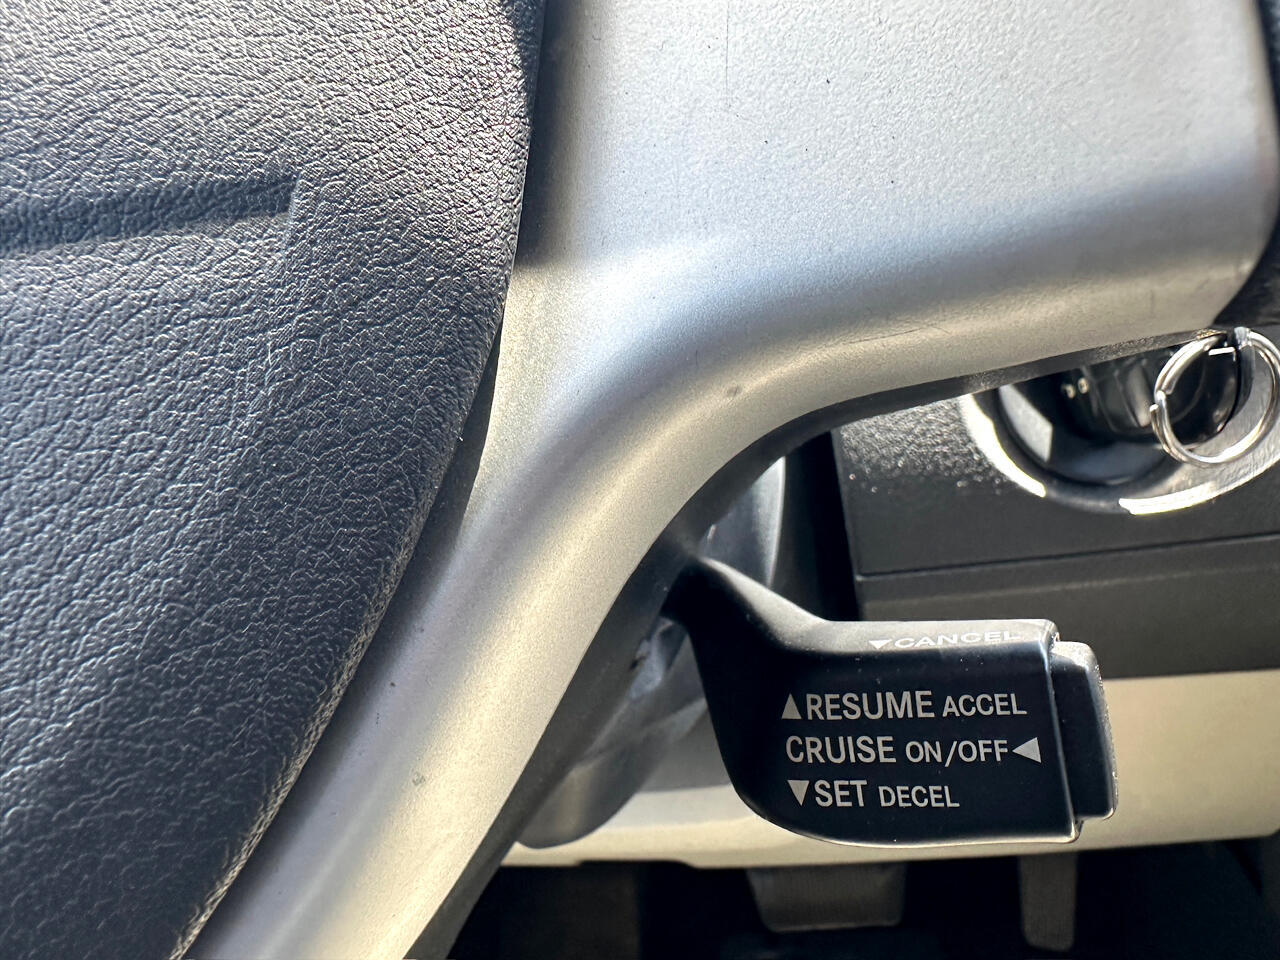 ▼CANCEL
▲RESUME ACCEL
CRUISE ON/OFF◀
▼SET DECEL